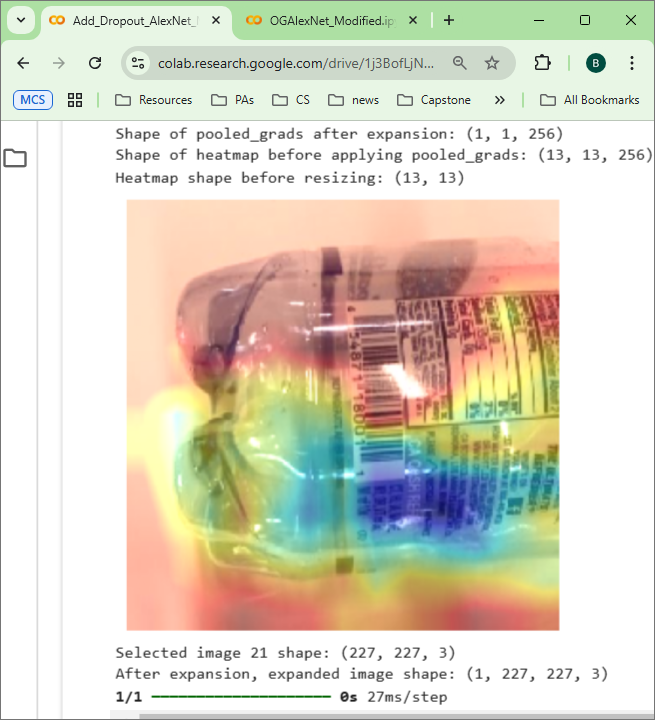 Add_Dropout_AlexNet_
OGAlexNet_Modified.ip
colab.research.google.com/drive/1j3BofLjN...
B
MCS
Resources
PAs
CS
news
Capstone
»
All Bookmarks
Shape of pooled_grads after expansion: (1, 1, 256)
Shape of heatmap before applying pooled_grads: (13, 13, 256)
Heatmap shape before resizing: (13, 13)
Selected image 21 shape: (227, 227, 3)
After expansion, expanded image shape: (1, 227, 227, 3)
1/1 0s 27ms/step